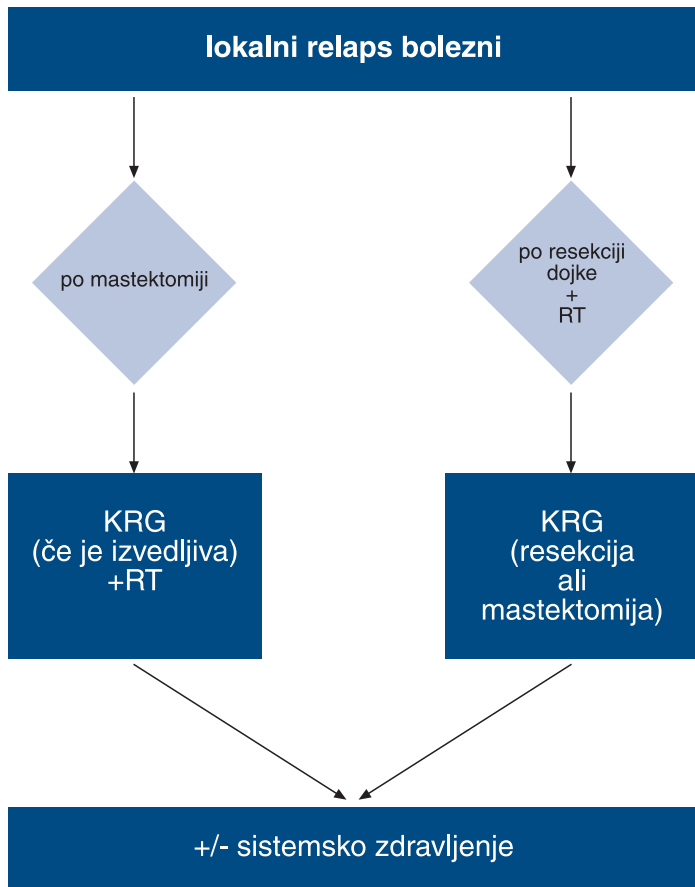 lokalni relaps bolezni
po mastektomiji
po resekciji
dojke
+
RT
KRG
(če je izvedljiva)
+RT
KRG
(resekcija
ali
mastektomija)
+/- sistemsko zdravljenje